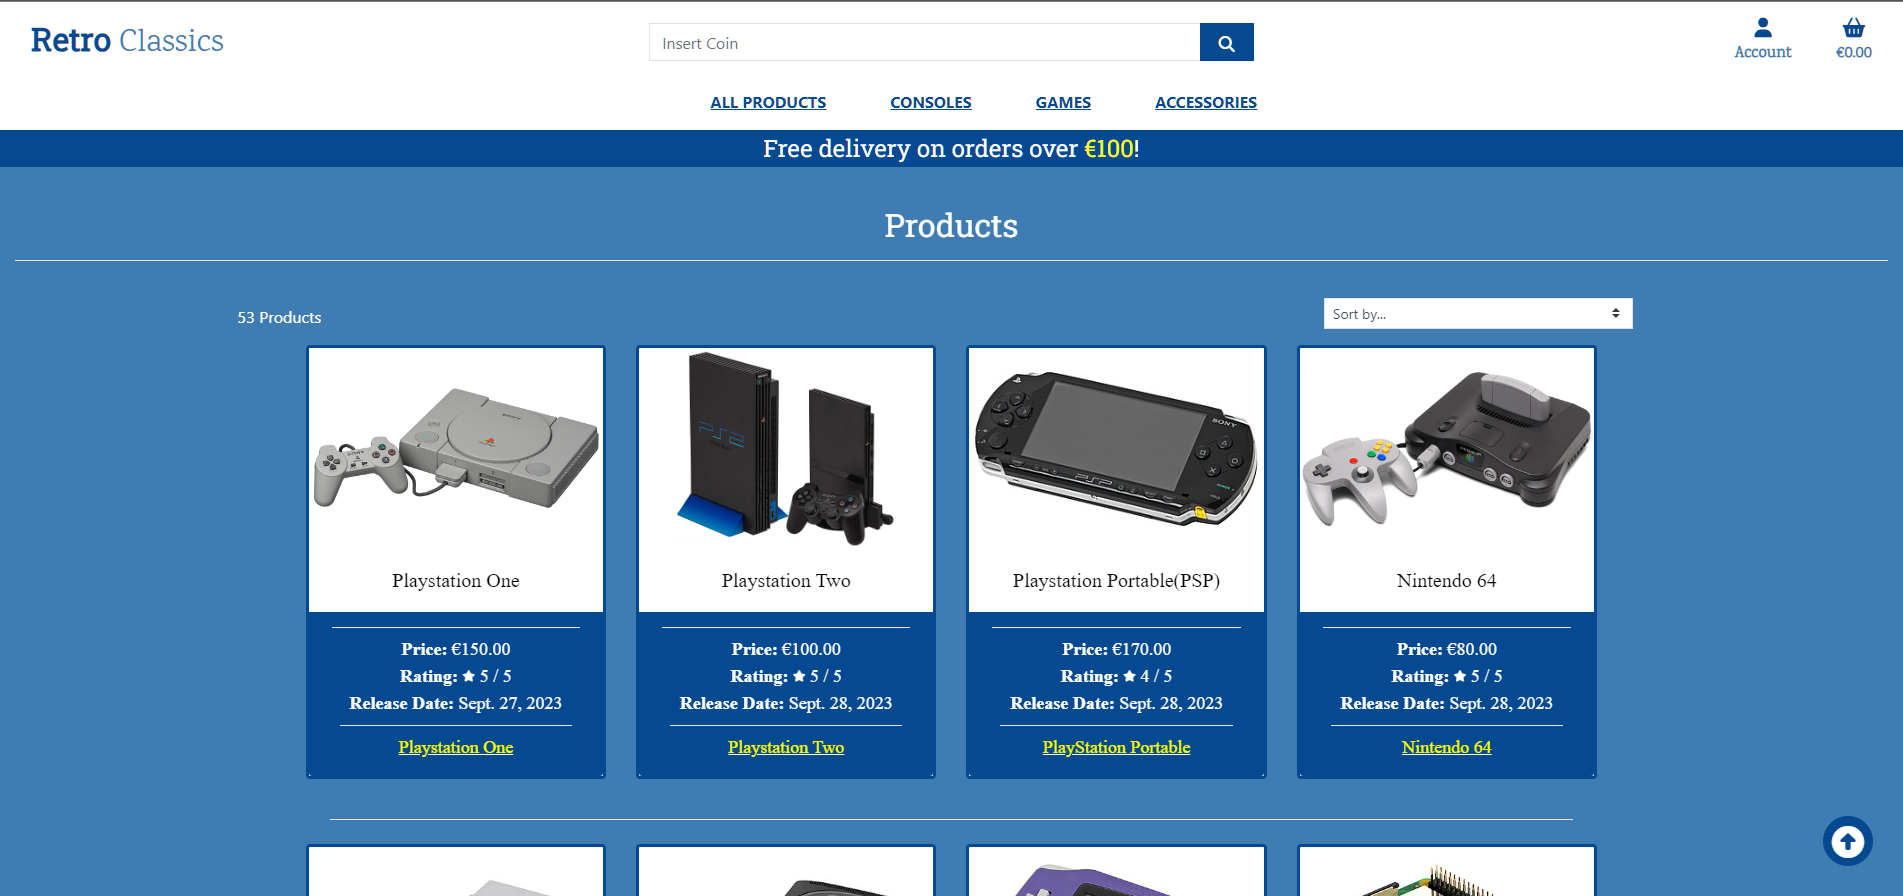 Retro Classics
Insert Coin
Account
€0.00
ALL PRODUCTS CONSOLES GAMES ACCESSORIES
Free delivery on orders over €100!
Products
53 Products
Sort by...
SONY
PS2
SONY
PSP
Playstation One
Playstation Two
Playstation Portable(PSP)
Nintendo 64
Price: €150.00
Rating: ★ 5 / 5
Release Date: Sept. 27, 2023
Playstation One
Price: €100.00
Rating: ★ 5 / 5
Release Date: Sept. 28, 2023
Playstation Two
Price: €170.00
Rating: ★ 4 / 5
Release Date: Sept. 28, 2023
PlayStation Portable
Price: €80.00
Rating: ★ 5 / 5
Release Date: Sept. 28, 2023
Nintendo 64